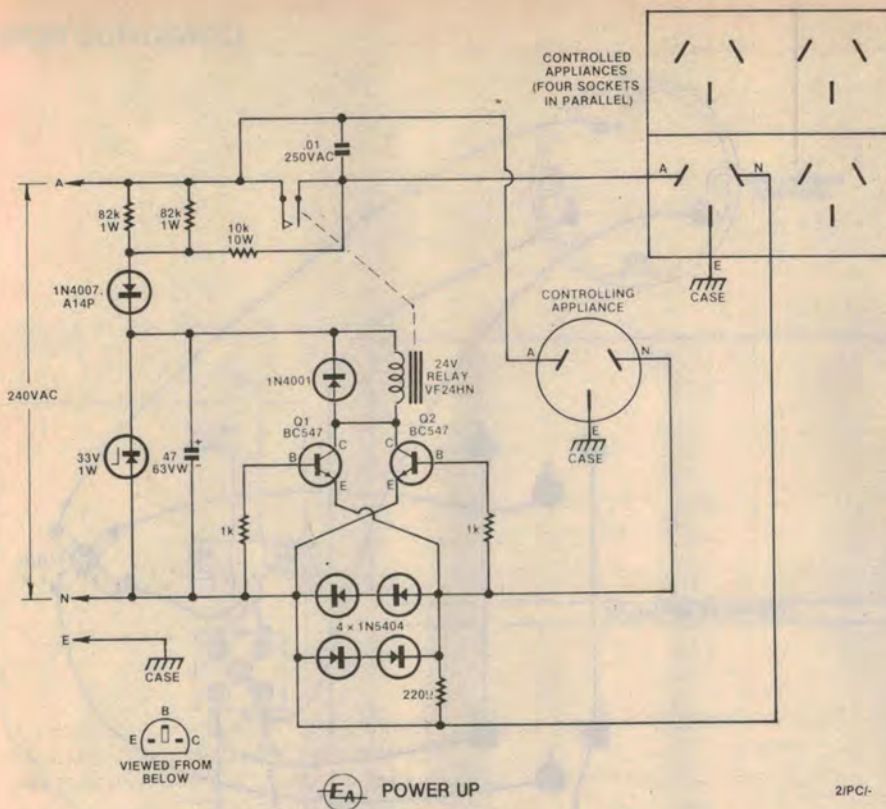 CONTROLLED
APPLIANCES
(FOUR SOCKETS
IN PARALLEL)
.01
250VAC
A
A
N
82k
1W
82k
1W
10k
10W
E
CASE
1N4007.
A14P
CONTROLLING
APPLIANCE
A
N
E
CASE
240VAC
1N4001
24V
RELAY
VF24HN
Q1
BC547
Q2
BC547
C
C
B
B
E
E
33V
1W
47
63VW
+
-
1k
1k
N
4 x 1N5404
E
CASE
220Ω
B
E
C
VIEWED FROM
BELOW
EA
POWER UP
2/PC/-